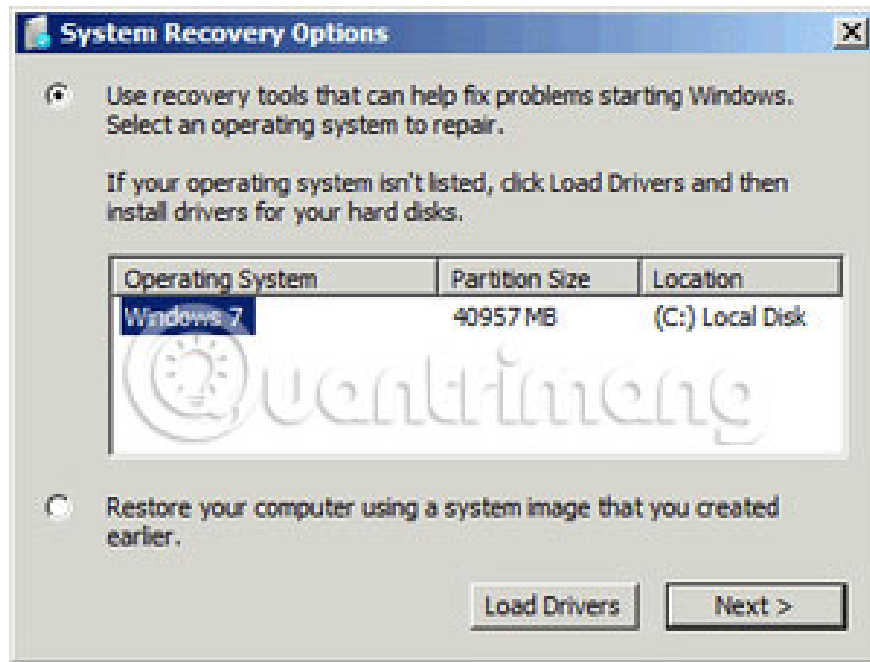 System Recovery Options
Use recovery tools that can help fix problems starting Windows.
Select an operating system to repair.
If your operating system isn't listed, click Load Drivers and then
install drivers for your hard disks.
Operating System Partition Size Location
Windows 7 40957 MB (C:) Local Disk
Quantrimang
Restore your computer using a system image that you created
earlier.
Load Drivers Next >